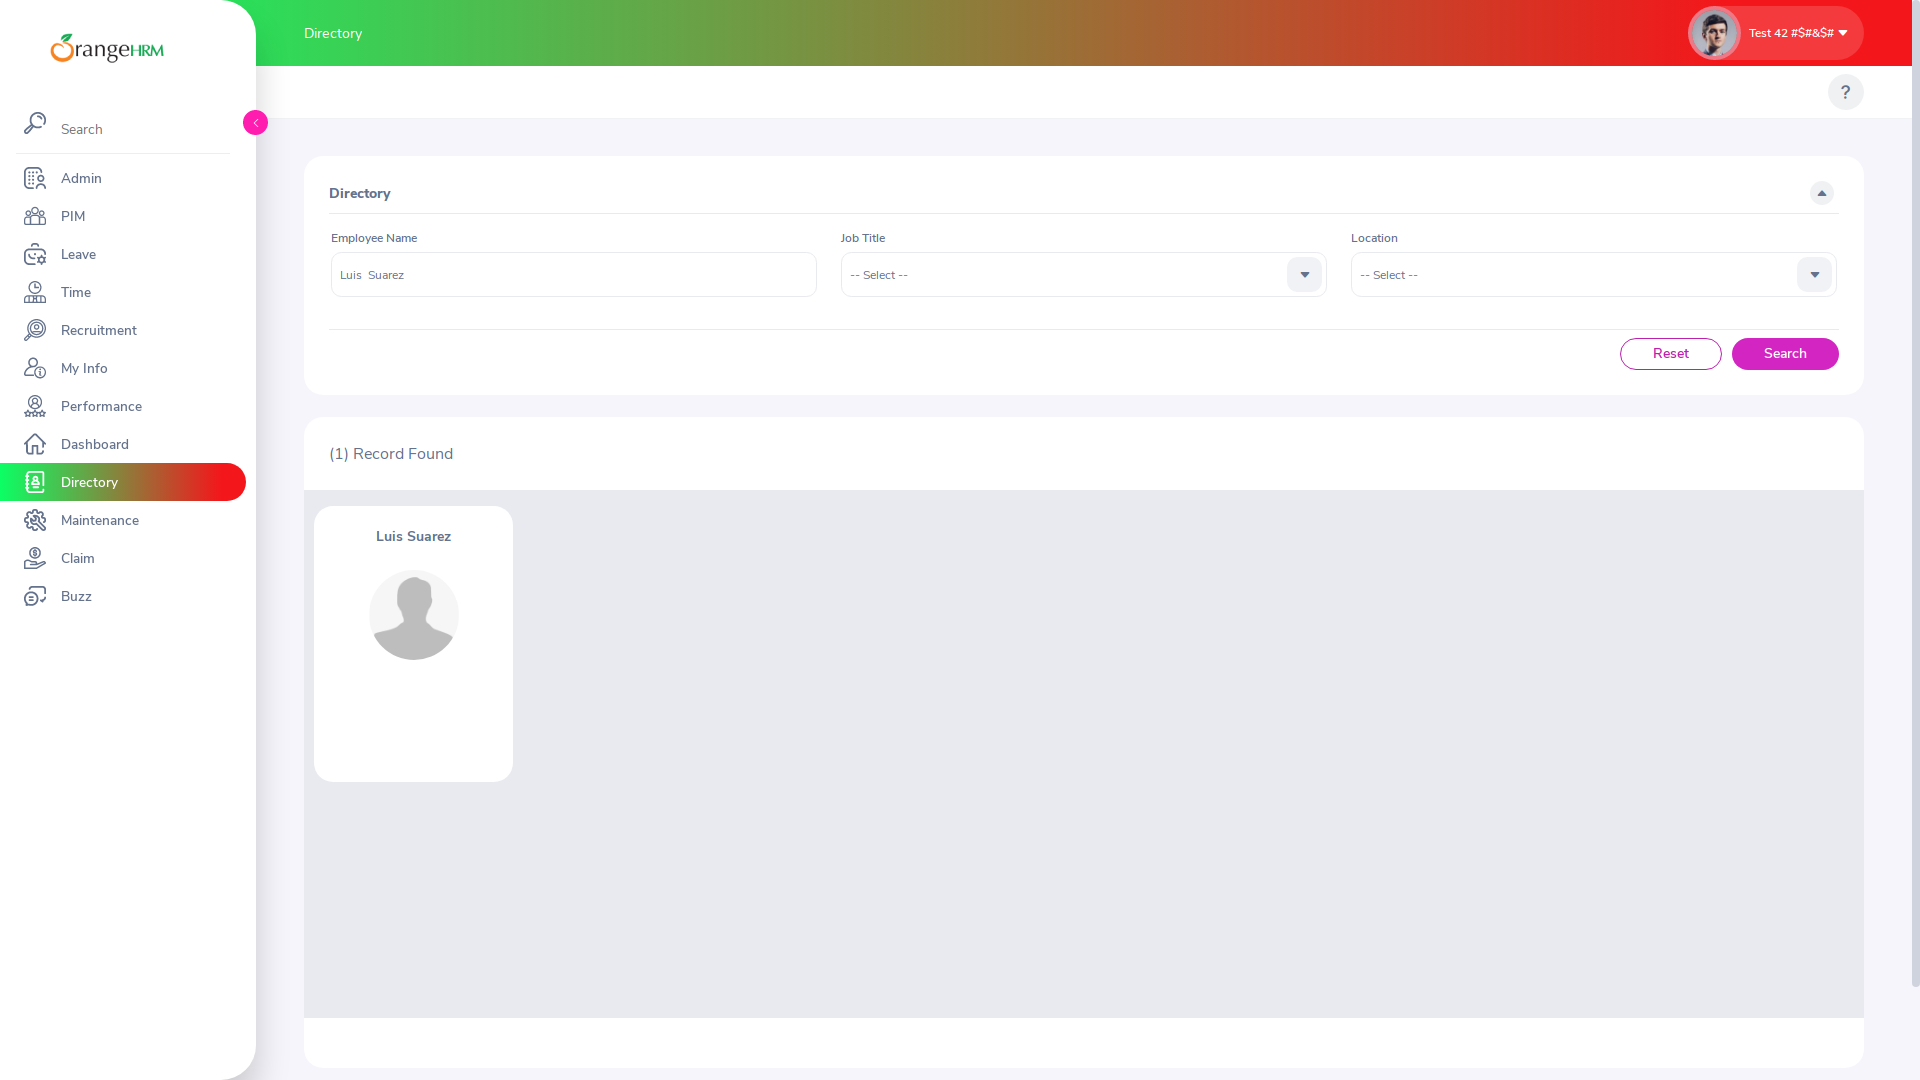 OrangeHRM
Directory
Test 42 #$#&$#
?
Search
Admin
PIM
Leave
Time
Recruitment
My Info
Performance
Dashboard
Directory
Maintenance
Claim
Buzz
Directory
Employee Name
Job Title
Location
Luis  Suarez
-- Select --
-- Select --
Reset
Search
(1) Record Found
Luis Suarez